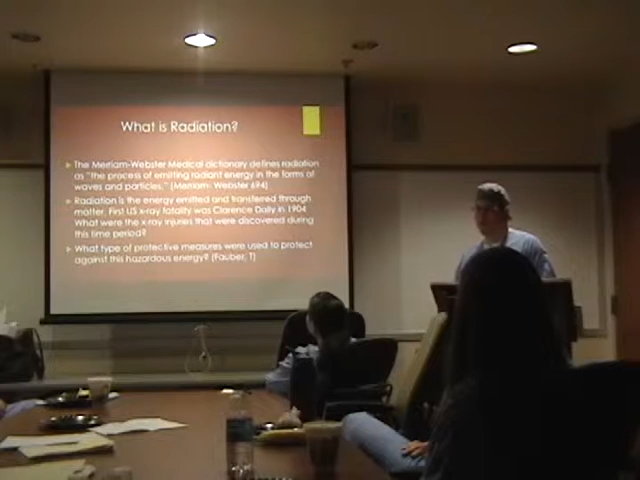 What is Radiation?
The Merriam-Webster Medical dictionary defines radiation
as "the process of emitting radiant energy in the forms of
waves and particles." (Merriam- Webster 694)
Radiation is the energy emitted and transferred through
matter. First US x-ray fatality was Clarence Dally in 1904
What were the x-ray injuries that were discovered during
this time period?
What type of protective measures were used to protect
against this hazardous energy? (Fauber, T)